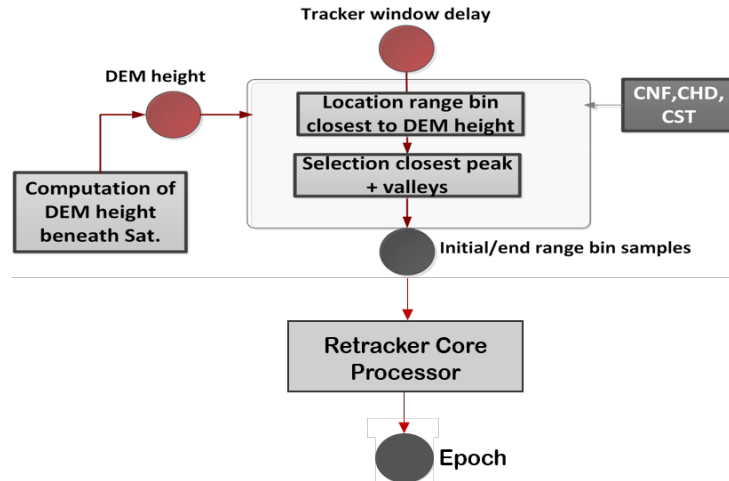 Tracker window delay
DEM height
CNF,CHD,
CST
Location range bin
closest to DEM height
Selection closest peak
+ valleys
Computation of
DEM height
beneath Sat.
Initial/end range bin samples
Retracker Core
Processor
Epoch